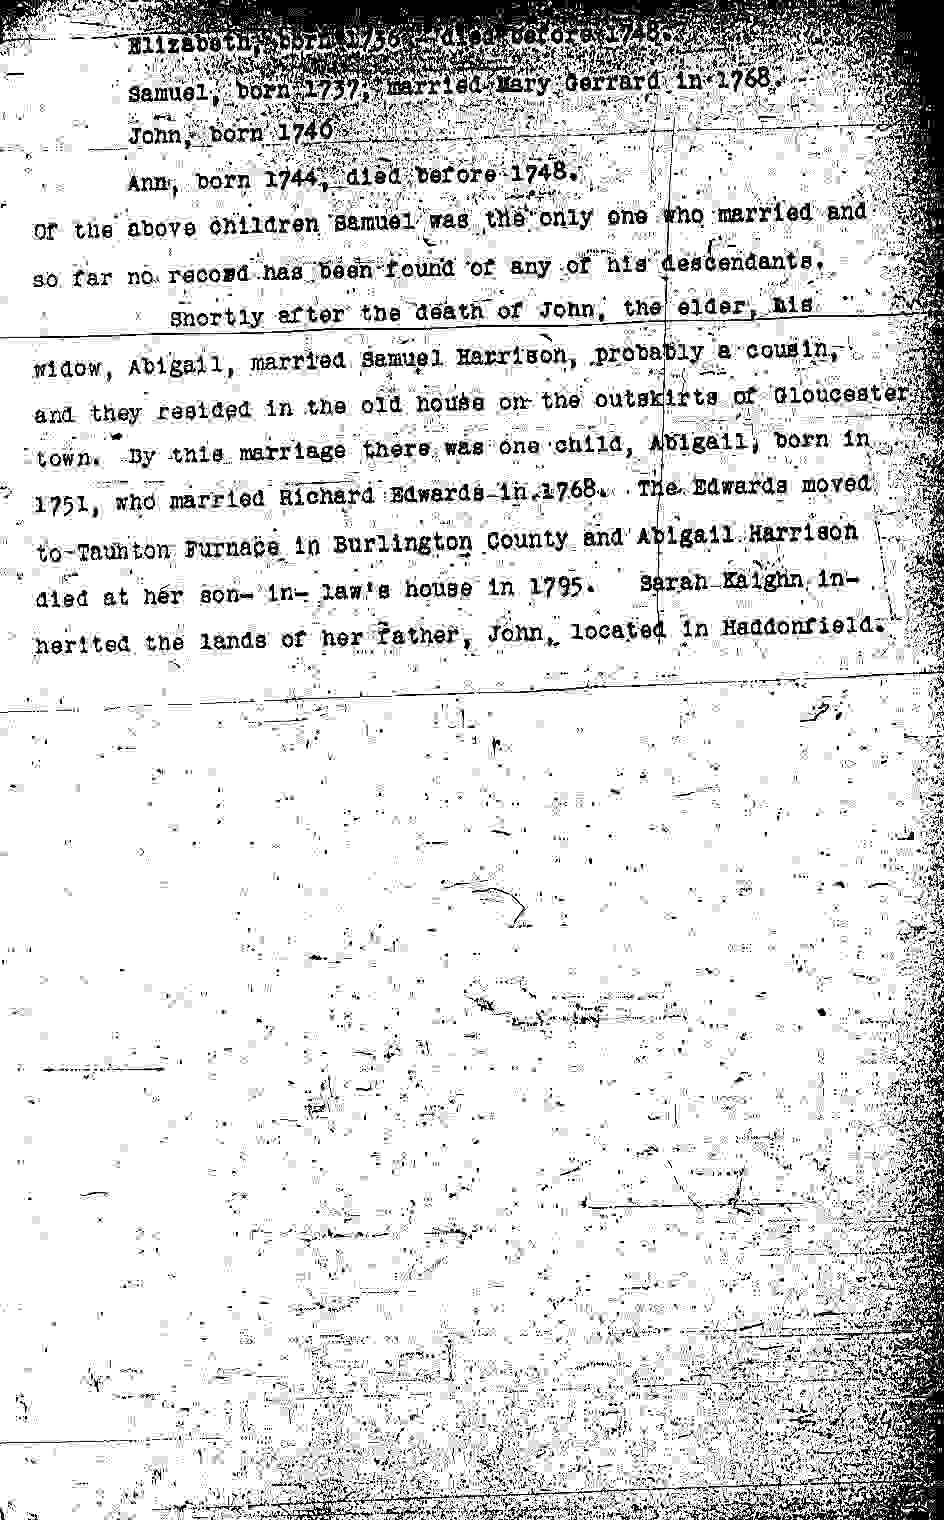 Elizabeth, born 1736 - died before 1748.
Samuel, born 1737, married Mary Gerrard in 1768.
John, born 1746
Ann, born 1744, died before 1748.
Of the above children Samuel was the only one who married and
so far no record has been found of any of his descendants.
Shortly after the death of John, the elder, his
widow, Abigail, married Samuel Harrison, probably a cousin,
and they resided in the old house on the outskirts of Gloucester
town. By this marriage there was one child, Abigail, born in
1751, who married Richard Edwards in 1768. The Edwards moved
to Taunton Furnace in Burlington County and Abigail Harrison
died at her son- in- law's house in 1795. Sarah Kaighn in-
herited the lands of her father, John, located in Haddonfield.